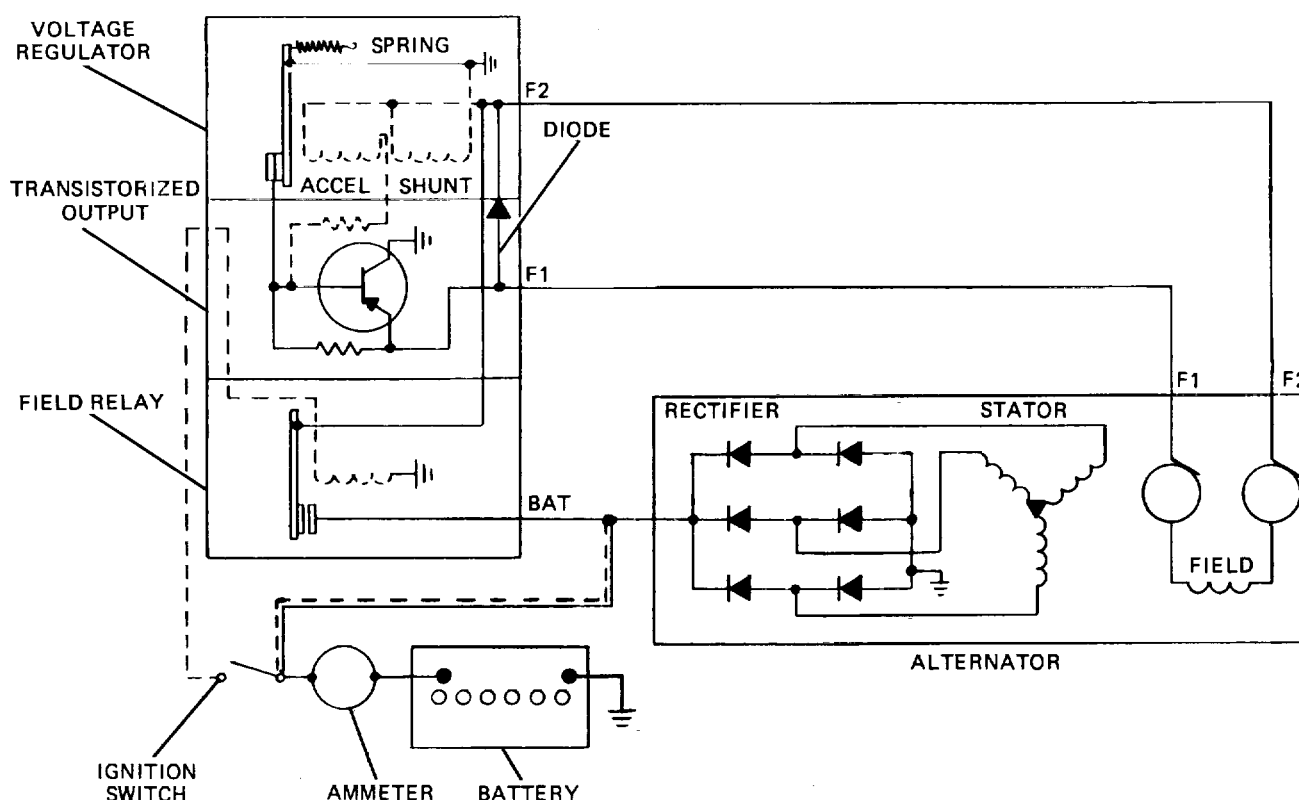 VOLTAGE
REGULATOR
SPRING
F2
DIODE
ACCEL SHUNT
TRANSISTORIZED
OUTPUT
F1
FIELD RELAY
F1 F2
RECTIFIER STATOR
BAT
FIELD
ALTERNATOR
IGNITION
SWITCH
AMMETER
BATTERY